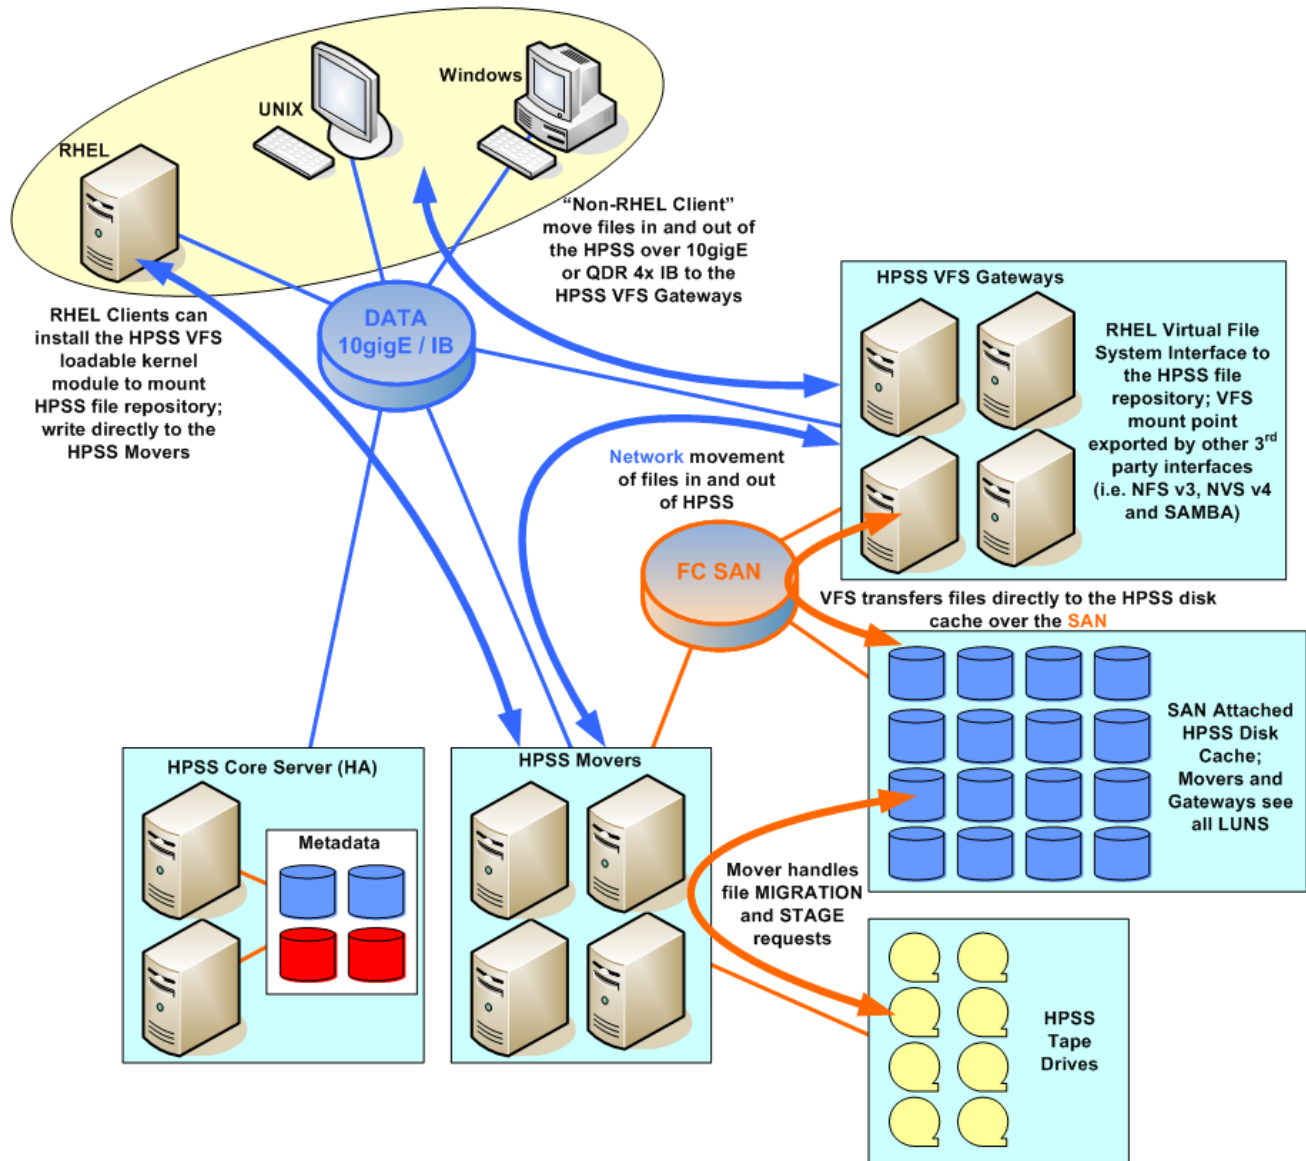 Windows
UNIX
RHEL
“Non-RHEL Client”
move files in and out of
the HPSS over 10gigE
or QDR 4x IB to the
HPSS VFS Gateways
RHEL Clients can
install the HPSS VFS
loadable kernel
module to mount
HPSS file repository;
write directly to the
HPSS Movers
DATA
10gigE / IB
HPSS VFS Gateways
RHEL Virtual File
System Interface to
the HPSS file
repository; VFS
mount point
exported by other 3rd
party interfaces
(i.e. NFS v3, NVS v4
and SAMBA)
Network movement
of files in and out
of HPSS
FC SAN
VFS transfers files directly to the HPSS disk
cache over the SAN
SAN Attached
HPSS Disk
Cache;
Movers and
Gateways see
all LUNS
HPSS Core Server (HA)
Metadata
HPSS Movers
Mover handles
file MIGRATION
and STAGE
requests
HPSS
Tape
Drives